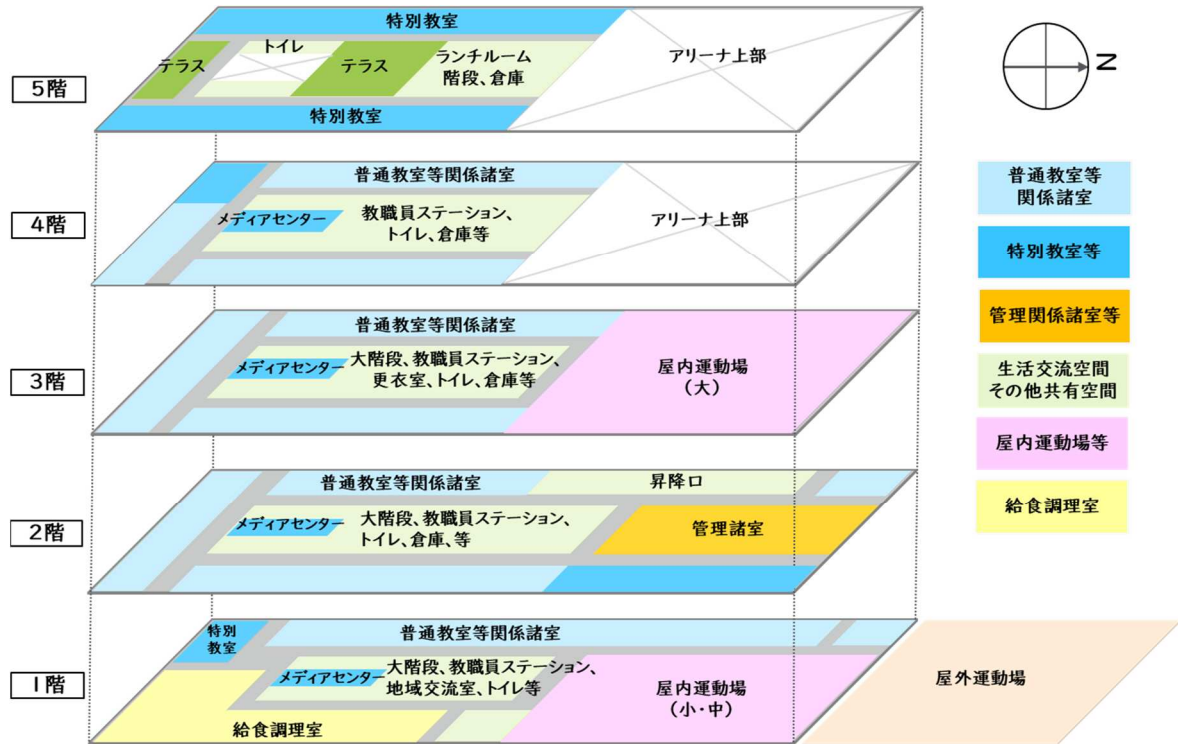 特別教室
トイレ
テラス
テラス
ランチルーム
階段、倉庫
アリーナ上部
5階
特別教室
N
普通教室等関係諸室
メディアセンター
教職員ステーション、
トイレ、倉庫等
アリーナ上部
4階
普通教室等関係諸室
メディアセンター
大階段、教職員ステーション、
更衣室、トイレ、倉庫等
屋内運動場
(大)
3階
普通教室等関係諸室
昇降口
メディアセンター
大階段、教職員ステーション、
トイレ、倉庫、等
管理諸室
2階
特別
教室
普通教室等関係諸室
メディアセンター
大階段、教職員ステーション、
地域交流室、トイレ等
屋内運動場
(小・中)
屋外運動場
1階
給食調理室
普通教室等
関係諸室
特別教室等
管理関係諸室等
生活交流空間
その他共有空間
屋内運動場等
給食調理室